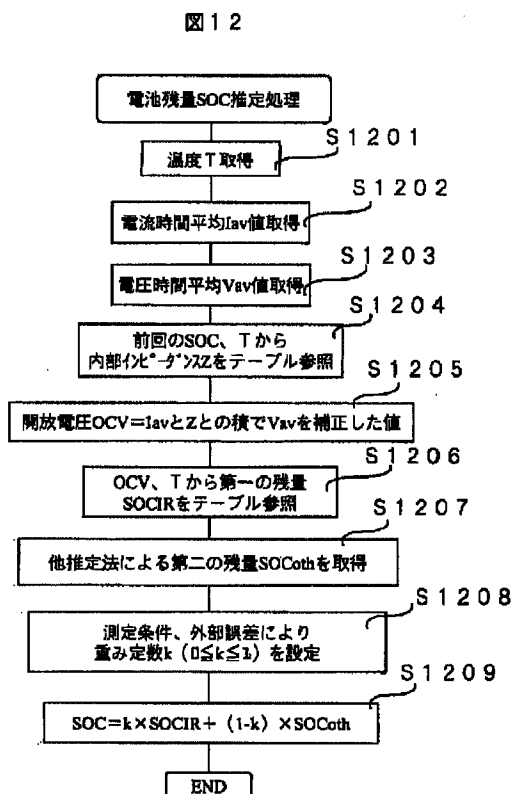 図１２
電池残量SOC推定処理
S1201
温度T取得
S1202
電流時間平均Iav値取得
S1203
電圧時間平均Vav値取得
S1204
前回のSOC、Tから
内部ｲﾝﾋﾟｰﾀﾞﾝｽZをテーブル参照
S1205
開放電圧OCV＝IavとZとの積でVavを補正した値
S1206
OCV、Tから第一の残量
SOCIRをテーブル参照
S1207
他推定法による第二の残量SOCothを取得
S1208
測定条件、外部誤差により
重み定数k（0≦k≦1）を設定
S1209
SOC＝k×SOCIR＋（1-k）×SOCoth
END